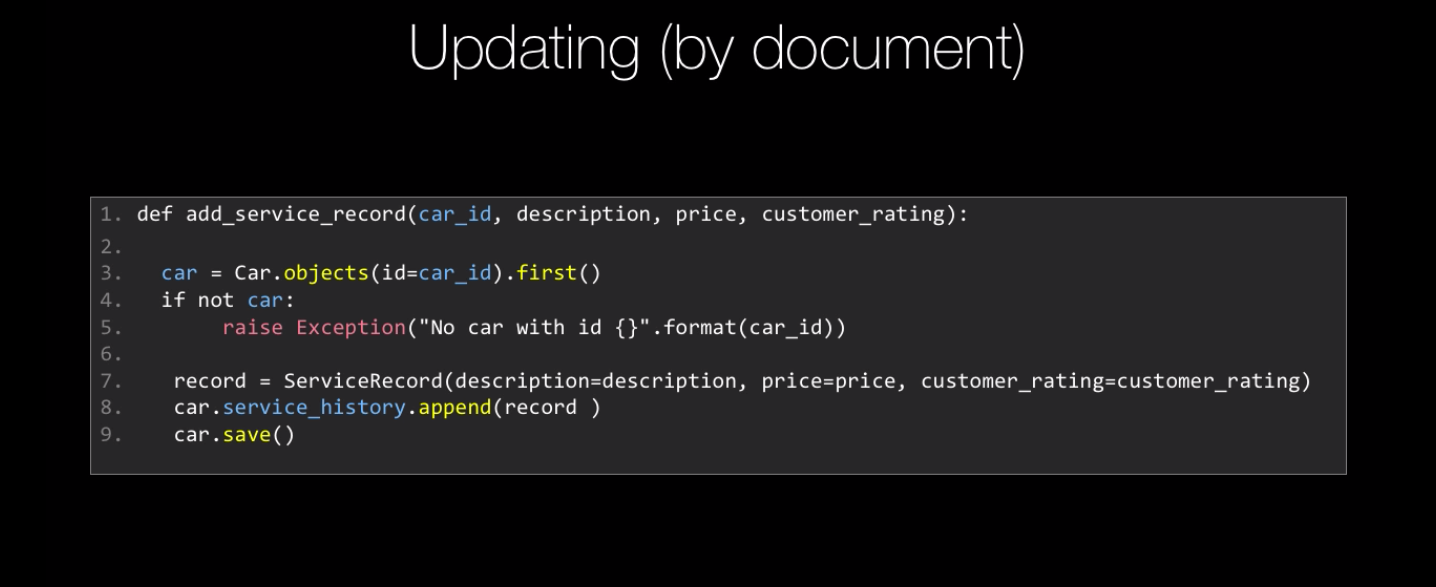 Updating (by document)
1. def add_service_record(car_id, description, price, customer_rating):
2.
3. car = Car.objects(id=car_id).first()
4. if not car:
5. raise Exception("No car with id {}".format(car_id))
6.
7. record = ServiceRecord(description=description, price=price, customer_rating=customer_rating)
8. car.service_history.append(record )
9. car.save()